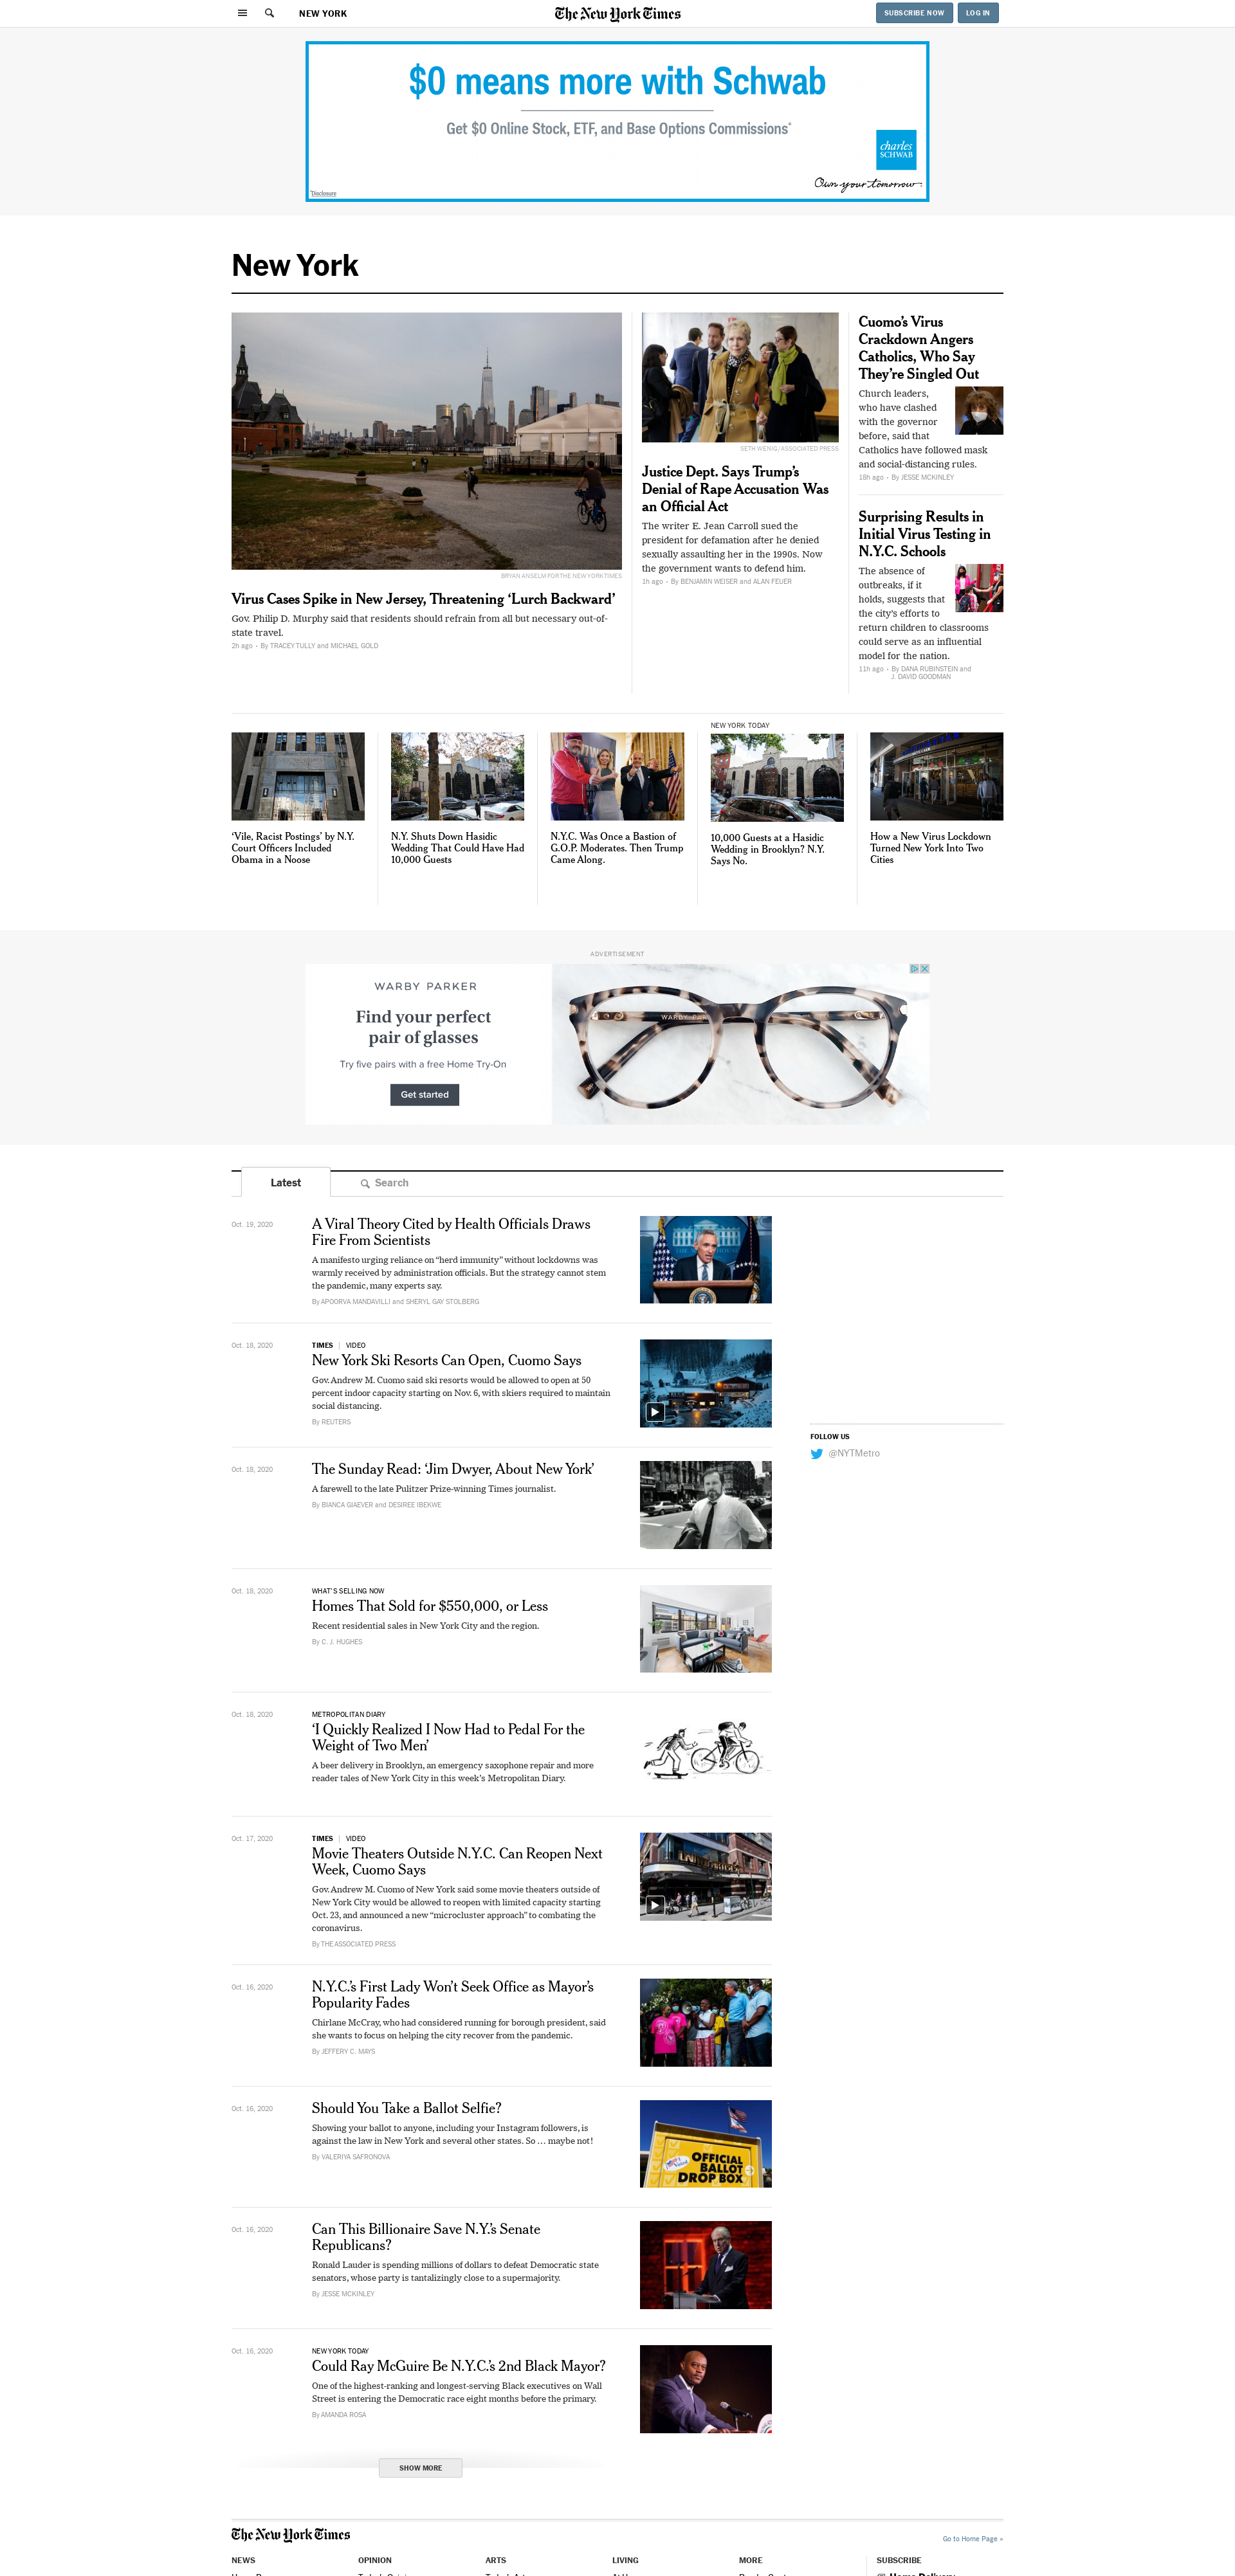 NEW YORK
The New York Times
SUBSCRIBE NOW
LOG IN
$0 means more with Schwab
Get $0 Online Stock, ETF, and Base Options Commissions*
charles
SCHWAB
Own your tomorrow
*Disclosure
New York
BRYAN ANSELM FOR THE NEW YORK TIMES
Virus Cases Spike in New Jersey, Threatening ‘Lurch Backward’
Gov. Philip D. Murphy said that residents should refrain from all but necessary out-of-
state travel.
2h ago • By TRACEY TULLY and MICHAEL GOLD
SETH WENIG/ASSOCIATED PRESS
Justice Dept. Says Trump’s
Denial of Rape Accusation Was
an Official Act
The writer E. Jean Carroll sued the
president for defamation after he denied
sexually assaulting her in the 1990s. Now
the government wants to defend him.
1h ago • By BENJAMIN WEISER and ALAN FEUER
Cuomo’s Virus
Crackdown Angers
Catholics, Who Say
They’re Singled Out
Church leaders,
who have clashed
with the governor
before, said that
Catholics have followed mask
and social-distancing rules.
18h ago • By JESSE MCKINLEY
Surprising Results in
Initial Virus Testing in
N.Y.C. Schools
The absence of
outbreaks, if it
holds, suggests that
the city’s efforts to
return children to classrooms
could serve as an influential
model for the nation.
11h ago • By DANA RUBINSTEIN and
J. DAVID GOODMAN
‘Vile, Racist Postings’ by N.Y.
Court Officers Included
Obama in a Noose
N.Y. Shuts Down Hasidic
Wedding That Could Have Had
10,000 Guests
N.Y.C. Was Once a Bastion of
G.O.P. Moderates. Then Trump
Came Along.
NEW YORK TODAY
10,000 Guests at a Hasidic
Wedding in Brooklyn? N.Y.
Says No.
How a New Virus Lockdown
Turned New York Into Two
Cities
ADVERTISEMENT
WARBY PARKER
Find your perfect
pair of glasses
Try five pairs with a free Home Try-On
Get started
Latest
Search
Oct. 19, 2020
A Viral Theory Cited by Health Officials Draws
Fire From Scientists
A manifesto urging reliance on “herd immunity” without lockdowns was
warmly received by administration officials. But the strategy cannot stem
the pandemic, many experts say.
By APOORVA MANDAVILLI and SHERYL GAY STOLBERG
Oct. 18, 2020
TIMES | VIDEO
New York Ski Resorts Can Open, Cuomo Says
Gov. Andrew M. Cuomo said ski resorts would be allowed to open at 50
percent indoor capacity starting on Nov. 6, with skiers required to maintain
social distancing.
By REUTERS
FOLLOW US
@NYTMetro
Oct. 18, 2020
The Sunday Read: ‘Jim Dwyer, About New York’
A farewell to the late Pulitzer Prize-winning Times journalist.
By BIANCA GIAEVER and DESIREE IBEKWE
Oct. 18, 2020
WHAT’S SELLING NOW
Homes That Sold for $550,000, or Less
Recent residential sales in New York City and the region.
By C. J. HUGHES
Oct. 18, 2020
METROPOLITAN DIARY
‘I Quickly Realized I Now Had to Pedal For the
Weight of Two Men’
A beer delivery in Brooklyn, an emergency saxophone repair and more
reader tales of New York City in this week’s Metropolitan Diary.
Oct. 17, 2020
TIMES | VIDEO
Movie Theaters Outside N.Y.C. Can Reopen Next
Week, Cuomo Says
Gov. Andrew M. Cuomo of New York said some movie theaters outside of
New York City would be allowed to reopen with limited capacity starting
Oct. 23, and announced a new “microcluster approach” to combating the
coronavirus.
By THE ASSOCIATED PRESS
Oct. 16, 2020
N.Y.C.’s First Lady Won’t Seek Office as Mayor’s
Popularity Fades
Chirlane McCray, who had considered running for borough president, said
she wants to focus on helping the city recover from the pandemic.
By JEFFERY C. MAYS
Oct. 16, 2020
Should You Take a Ballot Selfie?
Showing your ballot to anyone, including your Instagram followers, is
against the law in New York and several other states. So … maybe not!
By VALERIYA SAFRONOVA
OFFICIAL
BALLOT
DROP BOX
Oct. 16, 2020
Can This Billionaire Save N.Y.’s Senate
Republicans?
Ronald Lauder is spending millions of dollars to defeat Democratic state
senators, whose party is tantalizingly close to a supermajority.
By JESSE MCKINLEY
Oct. 16, 2020
NEW YORK TODAY
Could Ray McGuire Be N.Y.C.’s 2nd Black Mayor?
One of the highest-ranking and longest-serving Black executives on Wall
Street is entering the Democratic race eight months before the primary.
By AMANDA ROSA
SHOW MORE
The New York Times
Go to Home Page »
NEWS
OPINION
ARTS
LIVING
MORE
SUBSCRIBE